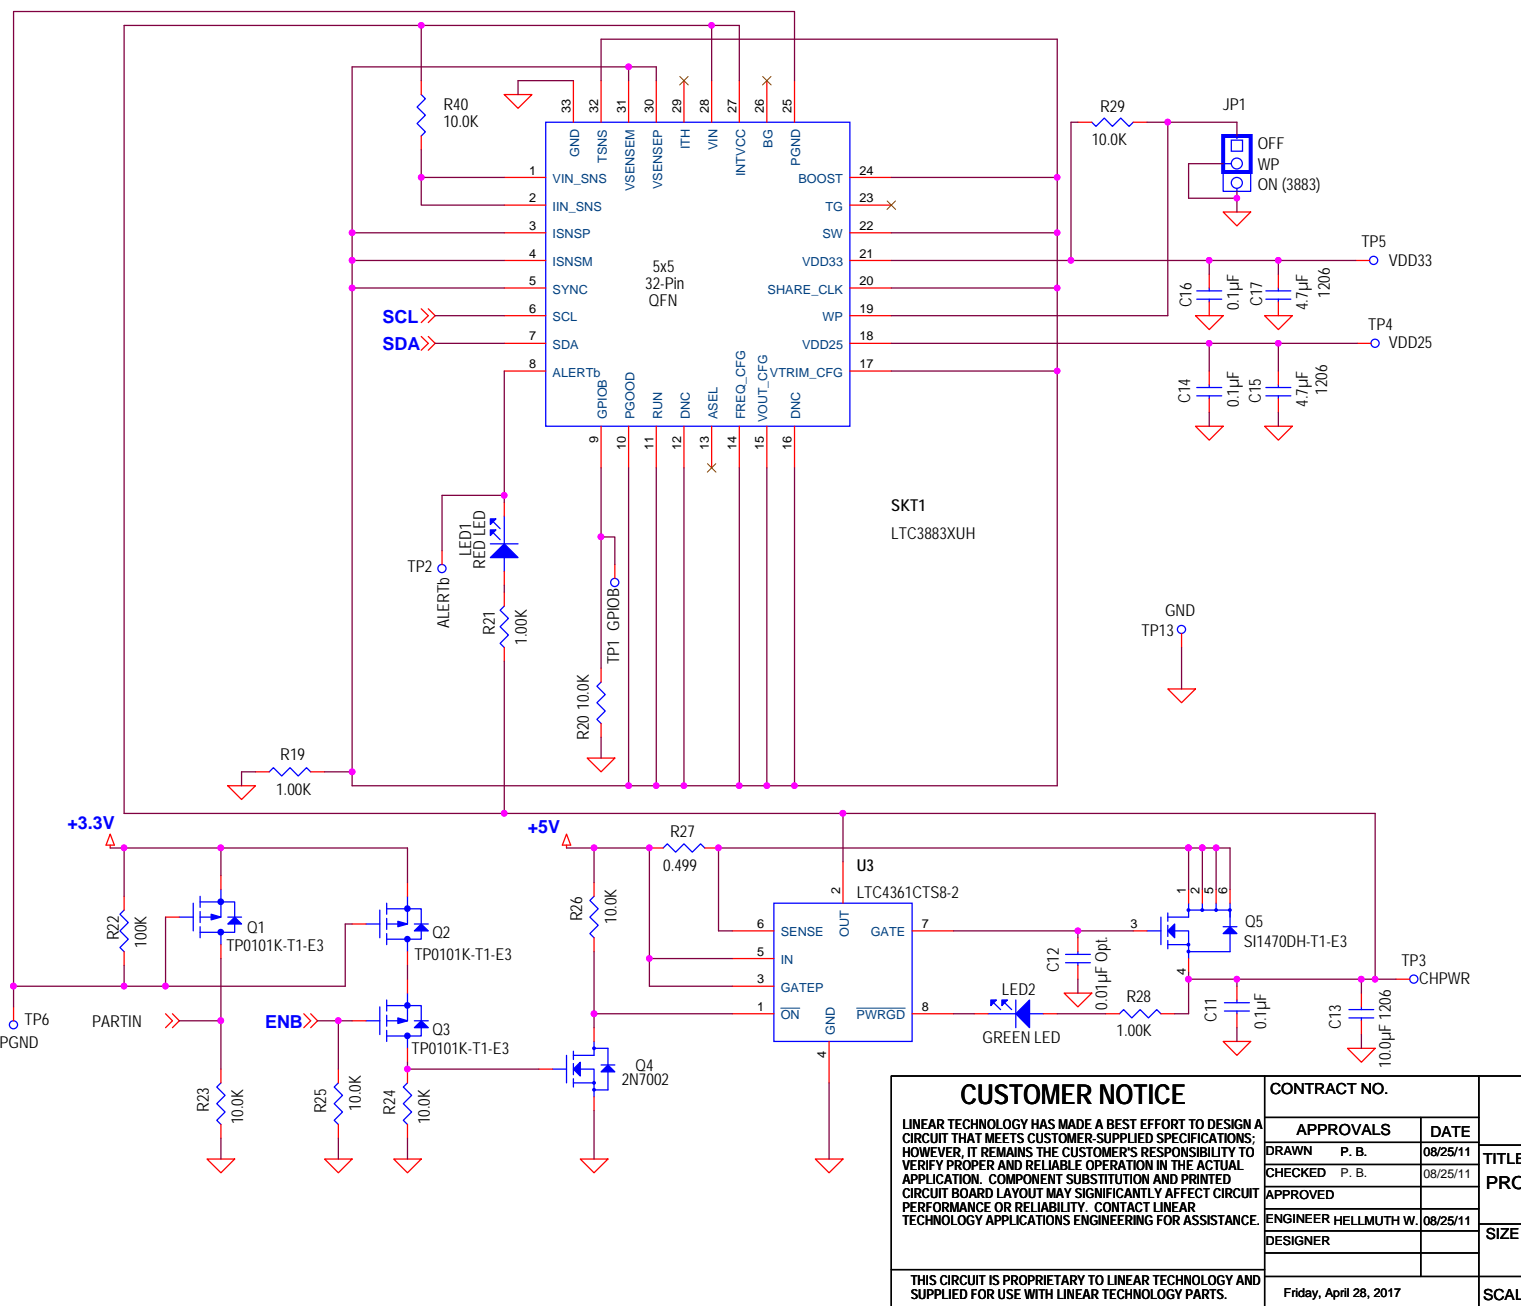 R40
10.0K
33
32
31
30
29
28
27
26
25
GND
TSNS
VSENSEM
VSENSEP
ITH
VIN
INTVCC
BG
PGND
1 VIN_SNS
2 IIN_SNS
3 ISNSP
4 ISNSM
5 SYNC
SCL 6 SCL
SDA 7 SDA
8 ALERTb
BOOST 24
TG 23
SW 22
VDD33 21
SHARE_CLK 20
WP 19
VDD25 18
VTRIM_CFG 17
5x5
32-Pin
QFN
GPIOB
PGOOD
RUN
DNC
ASEL
FREQ_CFG
VOUT_CFG
DNC
9
10
11
12
13
14
15
16
R29
10.0K
JP1
OFF
WP
ON (3883)
TP5
VDD33
C16
0.1µF
C17
4.7µF
1206
TP4
VDD25
C14
0.1µF
C15
4.7µF
1206
SKT1
LTC3883XUH
LED1
RED LED
TP2
ALERTb
R21
1.00K
TP1 GPIOB
R20 10.0K
GND
TP13
R19
1.00K
+3.3V
R22
100K
Q1
TP0101K-T1-E3
Q2
TP0101K-T1-E3
TP6
PGND
PARTIN
ENB
Q3
TP0101K-T1-E3
R23
10.0K
R25
10.0K
R24
10.0K
+5V
R27
0.499
R26
10.0K
Q4
2N7002
U3
LTC4361CTS8-2
2
OUT
6 SENSE
5 IN
3 GATEP
1 ON
GATE 7
PWRGD 8
GND
4
C12
0.01µF Opt.
LED2
GREEN LED
R28
1.00K
1
2
5
6
3
4
Q5
SI1470DH-T1-E3
TP3
CHPWR
C11
0.1µF
C13
10.0µF 1206
CUSTOMER NOTICE
LINEAR TECHNOLOGY HAS MADE A BEST EFFORT TO DESIGN A
CIRCUIT THAT MEETS CUSTOMER-SUPPLIED SPECIFICATIONS;
HOWEVER, IT REMAINS THE CUSTOMER'S RESPONSIBILITY TO
VERIFY PROPER AND RELIABLE OPERATION IN THE ACTUAL
APPLICATION. COMPONENT SUBSTITUTION AND PRINTED
CIRCUIT BOARD LAYOUT MAY SIGNIFICANTLY AFFECT CIRCUIT
PERFORMANCE OR RELIABILITY. CONTACT LINEAR
TECHNOLOGY APPLICATIONS ENGINEERING FOR ASSISTANCE.
THIS CIRCUIT IS PROPRIETARY TO LINEAR TECHNOLOGY AND
SUPPLIED FOR USE WITH LINEAR TECHNOLOGY PARTS.
CONTRACT NO.
APPROVALS DATE
DRAWN P. B. 08/25/11
CHECKED P. B. 08/25/11
APPROVED
ENGINEER HELLMUTH W. 08/25/11
DESIGNER
Friday, April 28, 2017
TITLE
PRO
SIZE
SCAL